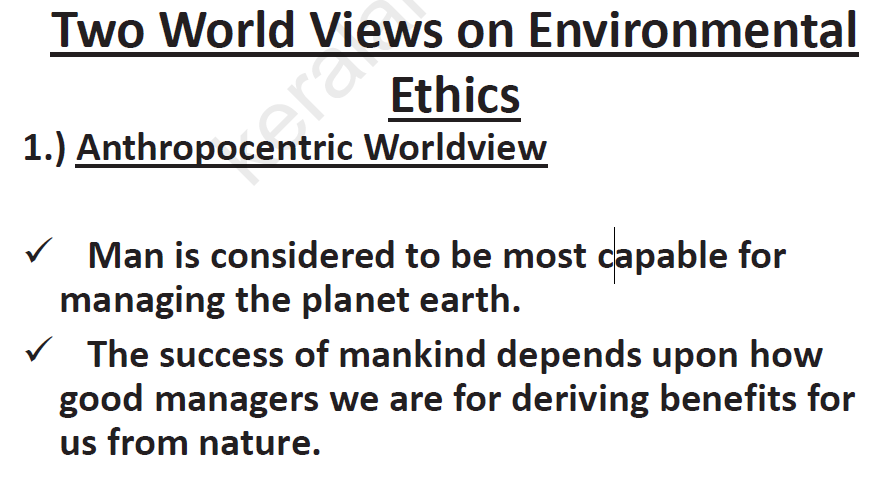 Two World Views on Environmental
Ethics
1.) Anthropocentric Worldview
✓ Man is considered to be most capable for
managing the planet earth.
✓ The success of mankind depends upon how
good managers we are for deriving benefits for
us from nature.